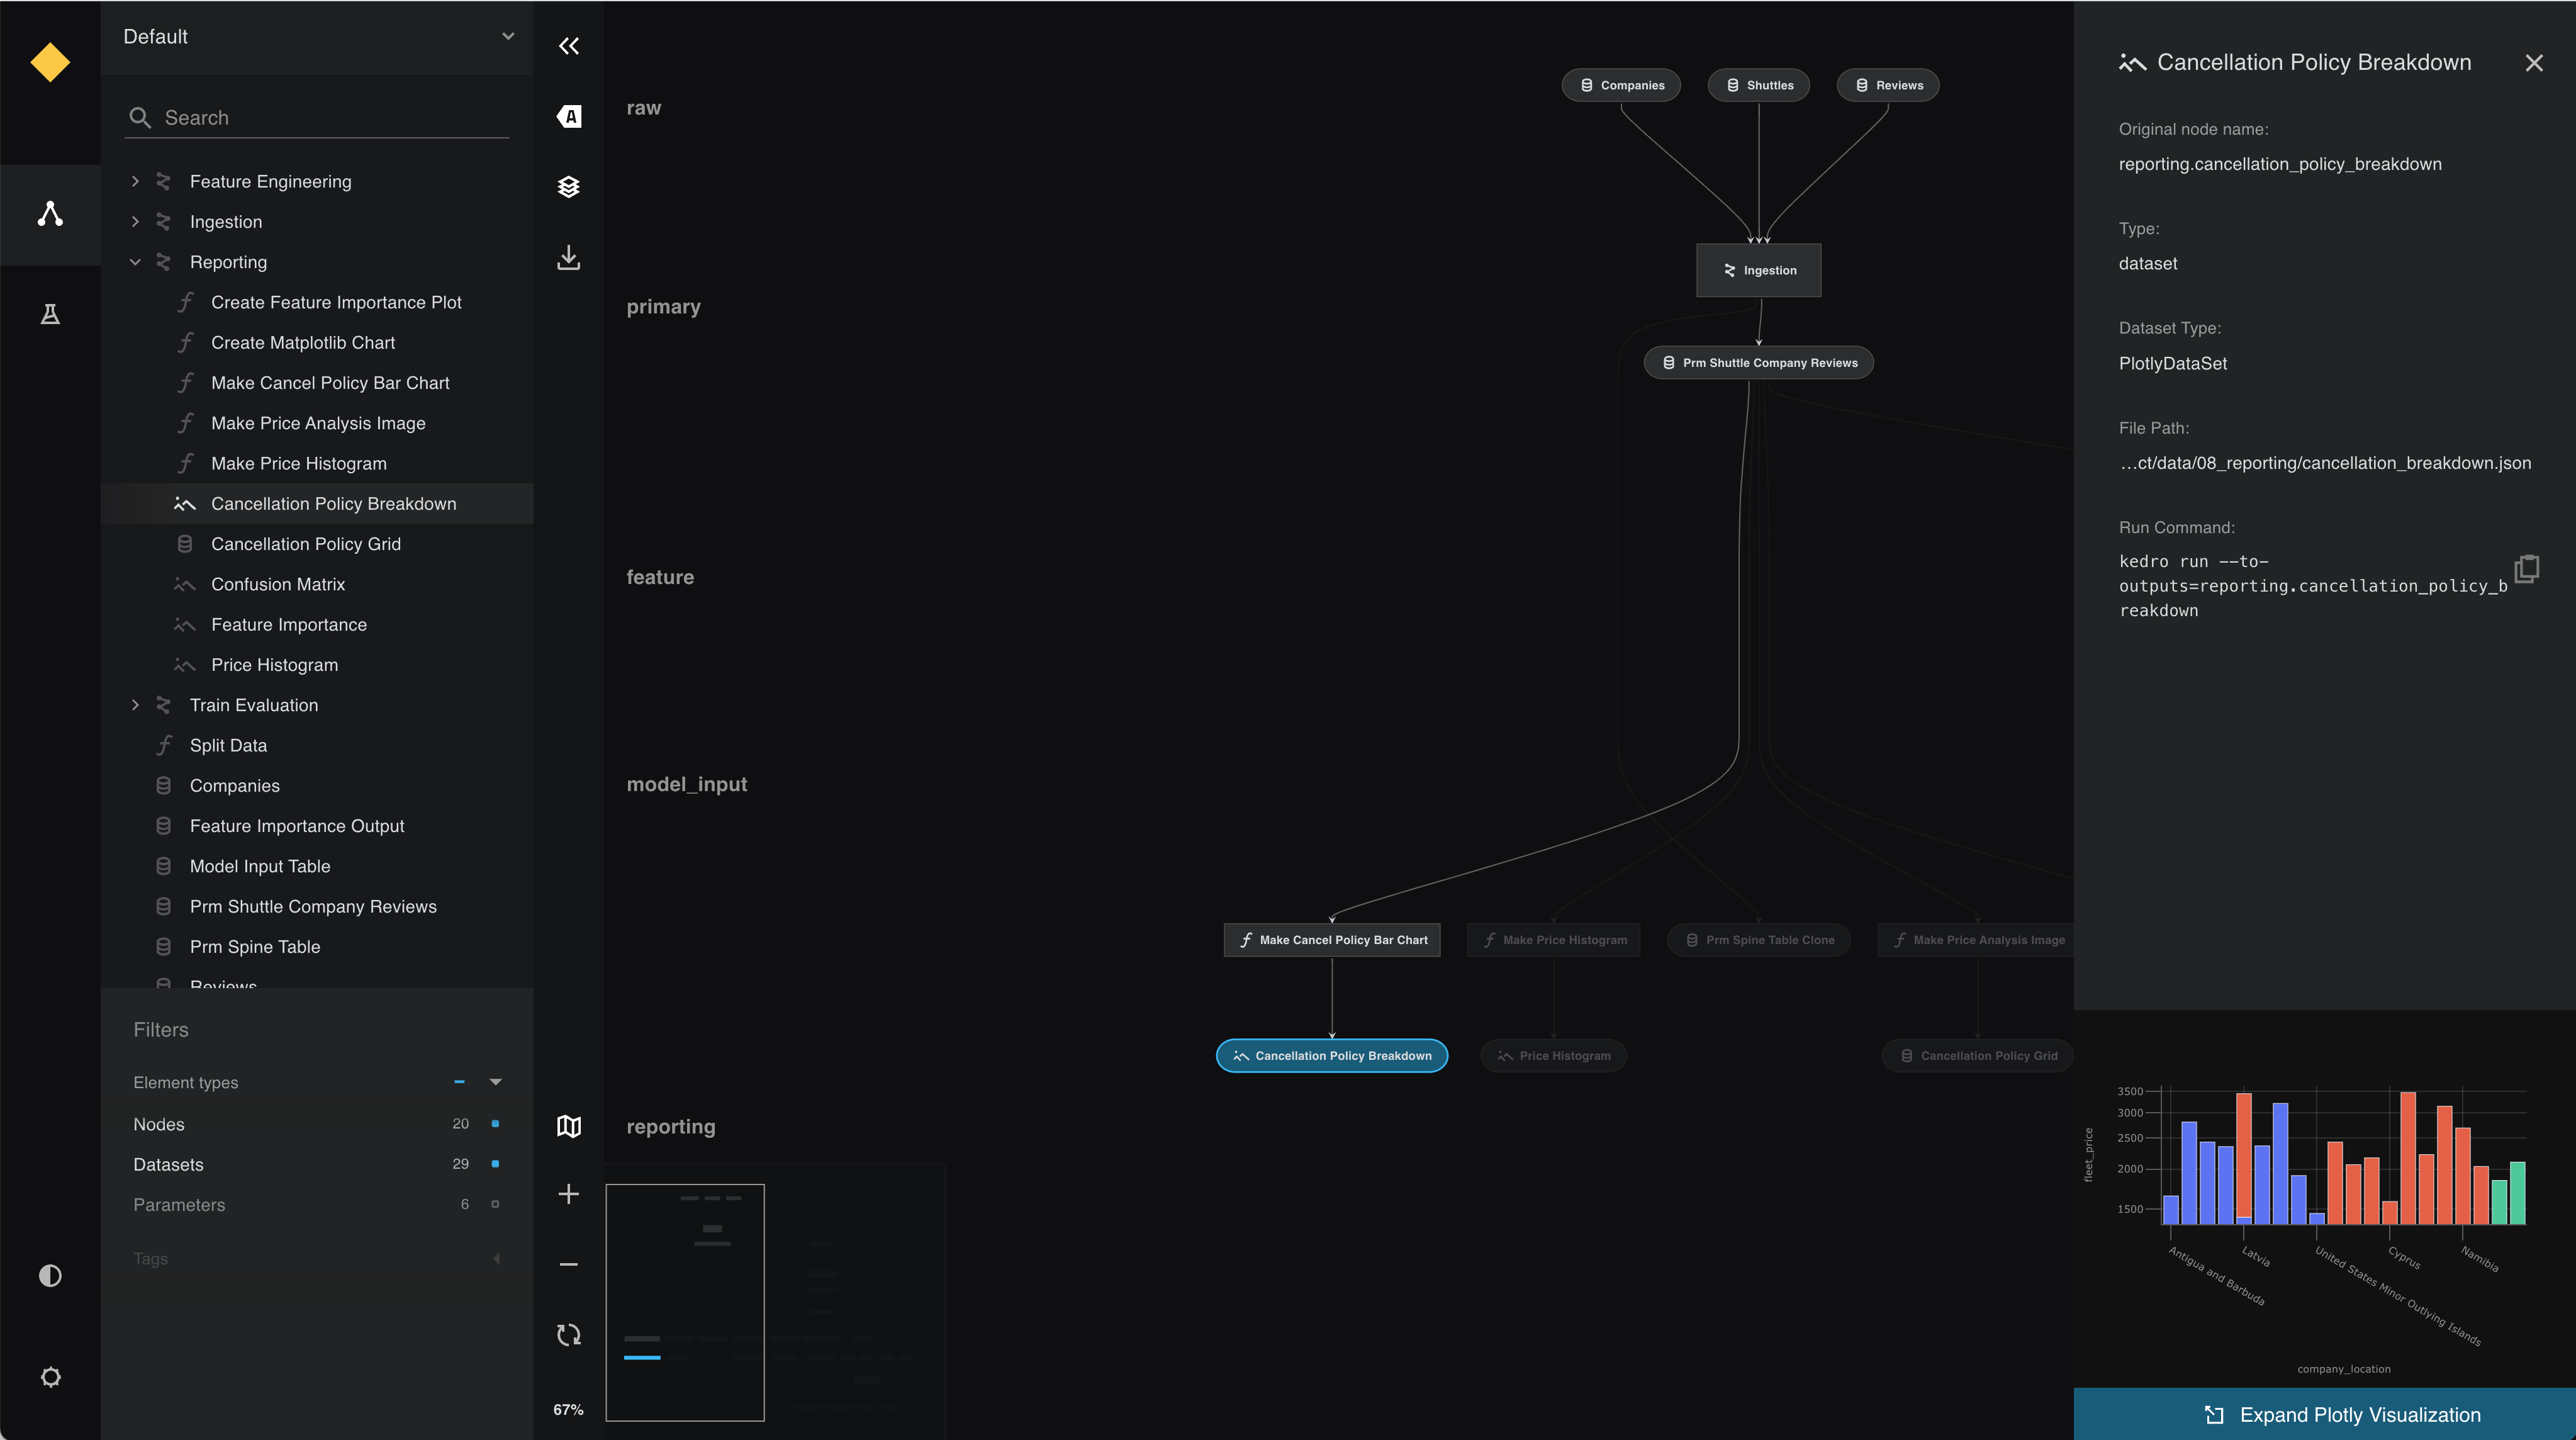 Default
Search
Feature Engineering
Ingestion
Reporting
Create Feature Importance Plot
Create Matplotlib Chart
Make Cancel Policy Bar Chart
Make Price Analysis Image
Make Price Histogram
Cancellation Policy Breakdown
Cancellation Policy Grid
Confusion Matrix
Feature Importance
Price Histogram
Train Evaluation
Split Data
Companies
Feature Importance Output
Model Input Table
Prm Shuttle Company Reviews
Prm Spine Table
Reviews
Filters
Element types
Nodes 20
Datasets 29
Parameters 6
Tags
A
67%
raw
primary
feature
model_input
reporting
Companies
Shuttles
Reviews
Ingestion
Prm Shuttle Company Reviews
Make Cancel Policy Bar Chart
Make Price Histogram
Prm Spine Table Clone
Make Price Analysis Image
Cancellation Policy Breakdown
Price Histogram
Cancellation Policy Grid
Cancellation Policy Breakdown
Original node name:
reporting.cancellation_policy_breakdown
Type:
dataset
Dataset Type:
PlotlyDataSet
File Path:
...ct/data/08_reporting/cancellation_breakdown.json
Run Command:
kedro run --to-
outputs=reporting.cancellation_policy_b
reakdown
fleet_price
3500
3000
2500
2000
1500
Antigua and Barbuda
Latvia
United States Minor Outlying Islands
Cyprus
Namibia
company_location
Expand Plotly Visualization